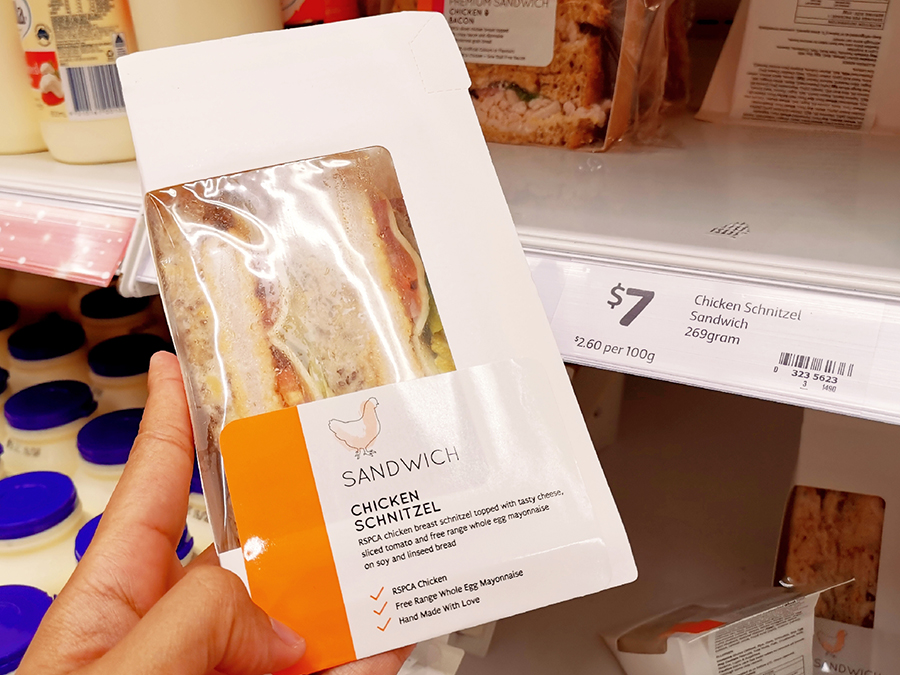 PREMIUM SANDWICH
CHICKEN &
BACON
$7
Chicken Schnitzel
Sandwich
269gram
$2.60 per 100g
323 5623
SANDWICH
CHICKEN
SCHNITZEL
RSPCA chicken breast schnitzel topped with tasty cheese,
sliced tomato and free range whole egg mayonnaise
on soy and linseed bread
RSPCA Chicken
Free Range Whole Egg Mayonnaise
Hand Made With Love
SANDWICH